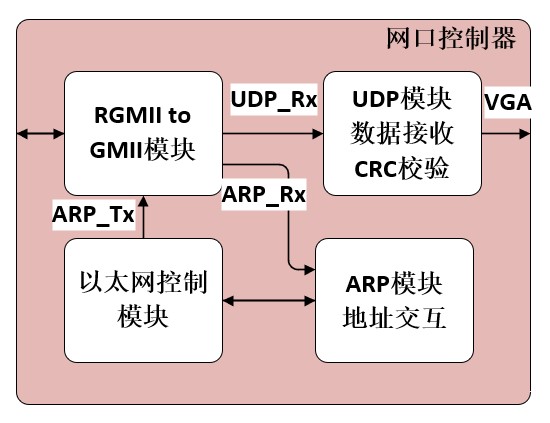 网口控制器
RGMII to
GMII模块
UDP_Rx
UDP模块
数据接收
CRC校验
VGA
ARP_Rx
ARP_Tx
以太网控制
模块
ARP模块
地址交互